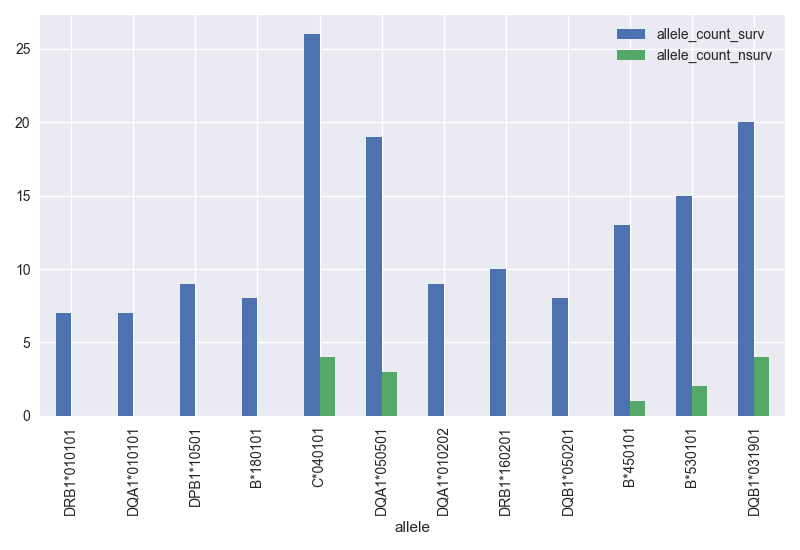 allele_count_surv
allele_count_nsurv
25
20
15
10
5
0
DRB1*010101
DQA1*010101
DPB1*10501
B*180101
C*040101
DQA1*050501
DQA1*010202
DRB1*160201
DQB1*050201
B*450101
B*530101
DQB1*031901
allele